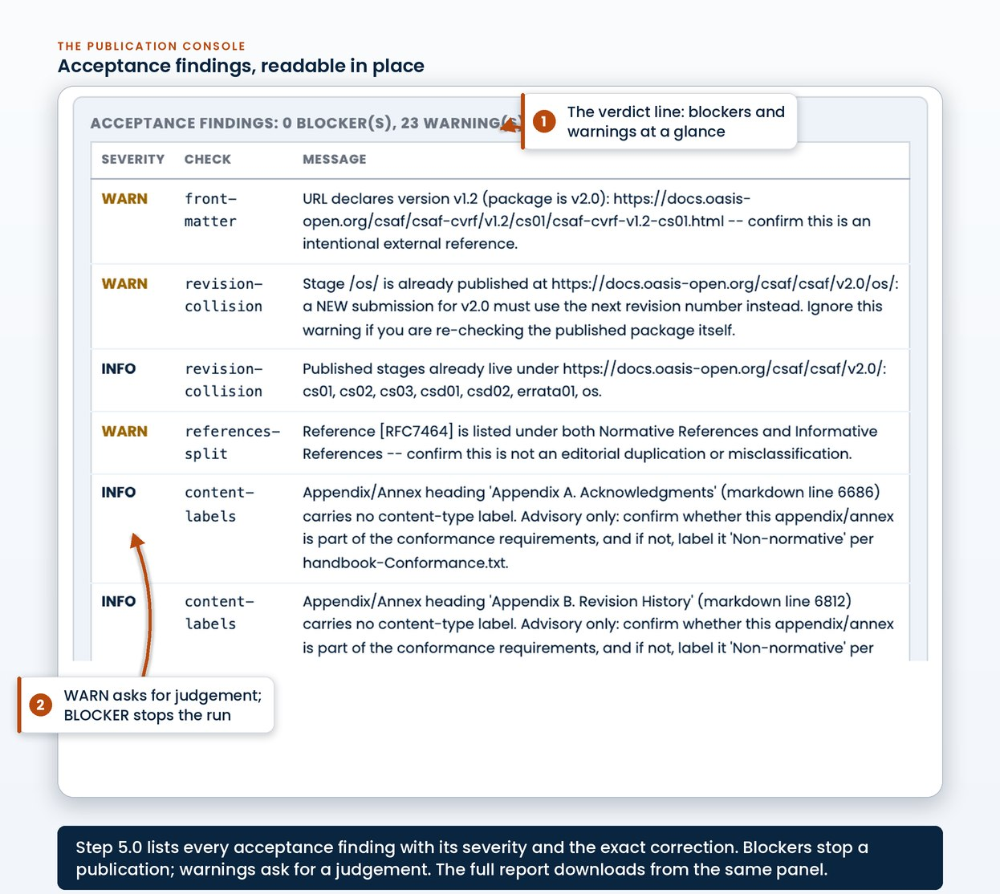 THE PUBLICATION CONSOLE
Acceptance findings, readable in place
ACCEPTANCE FINDINGS: 0 BLOCKER(S), 23 WARNING(S)
1 The verdict line: blockers and
warnings at a glance
SEVERITY CHECK MESSAGE
WARN front- URL declares version v1.2 (package is v2.0): https://docs.oasis-
matter open.org/csaf/csaf-cvrf/v1.2/cs01/csaf-cvrf-v1.2-cs01.html -- confirm this is an
intentional external reference.
WARN revision- Stage /os/ is already published at https://docs.oasis-open.org/csaf/csaf/v2.0/os/:
collision a NEW submission for v2.0 must use the next revision number instead. Ignore this
warning if you are re-checking the published package itself.
INFO revision- Published stages already live under https://docs.oasis-open.org/csaf/csaf/v2.0/:
collision cs01, cs02, cs03, csd01, csd02, errata01, os.
WARN references- Reference [RFC7464] is listed under both Normative References and Informative
split References -- confirm this is not an editorial duplication or misclassification.
INFO content- Appendix/Annex heading 'Appendix A. Acknowledgments' (markdown line 6686)
labels carries no content-type label. Advisory only: confirm whether this appendix/annex
is part of the conformance requirements, and if not, label it 'Non-normative' per
handbook-Conformance.txt.
INFO content- Appendix/Annex heading 'Appendix B. Revision History' (markdown line 6812)
labels carries no content-type label. Advisory only: confirm whether this appendix/annex
is part of the conformance requirements, and if not, label it 'Non-normative' per
2 WARN asks for judgement;
BLOCKER stops the run
Step 5.0 lists every acceptance finding with its severity and the exact correction. Blockers stop a
publication; warnings ask for a judgement. The full report downloads from the same panel.